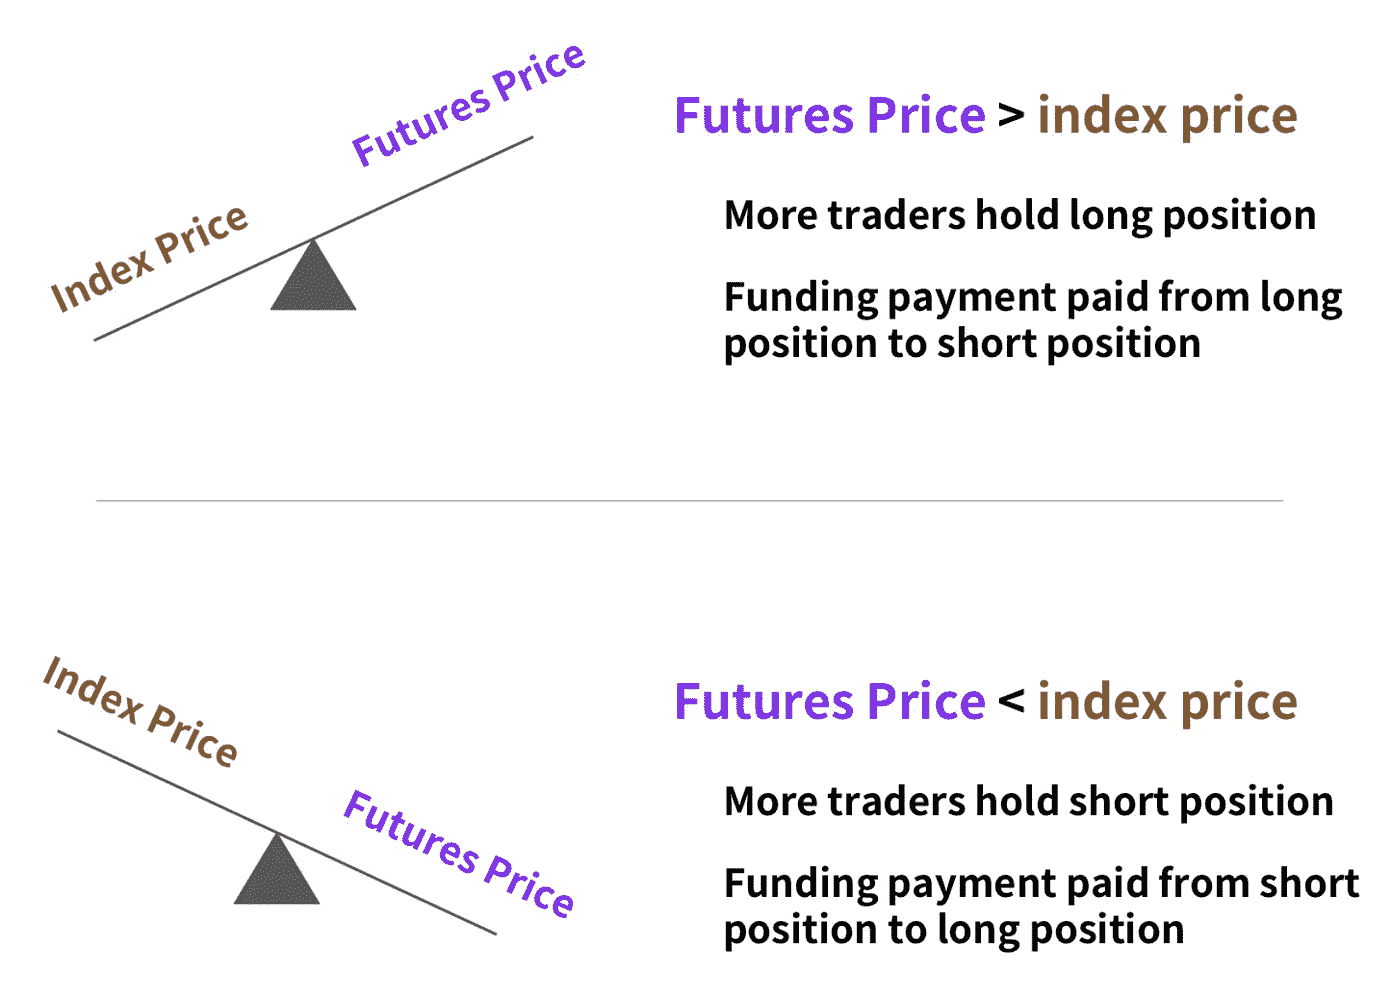 Futures Price
Index Price
Futures Price > index price
More traders hold long position
Funding payment paid from long
position to short position
Index Price
Futures Price
Futures Price < index price
More traders hold short position
Funding payment paid from short
position to long position